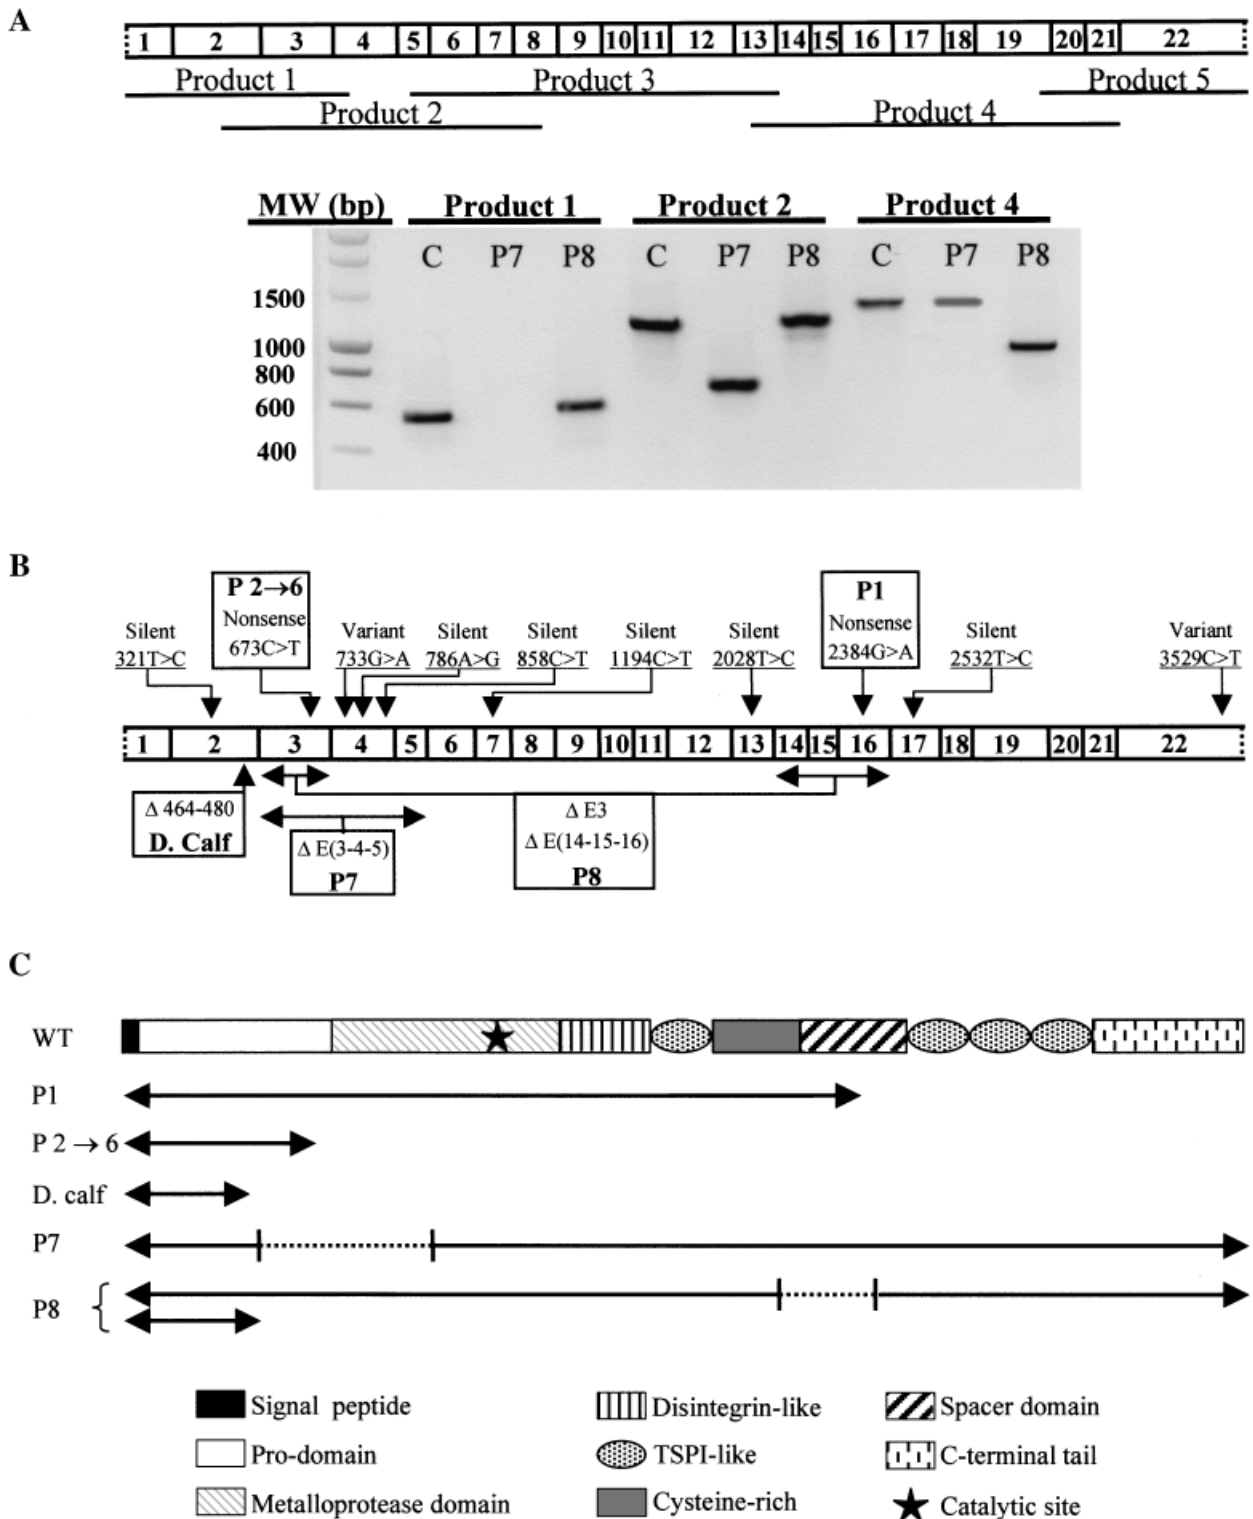 A
1 2 3 4 5 6 7 8 9 10 11 12 13 14 15 16 17 18 19 20 21 22
Product 1 Product 3 Product 5
Product 2 Product 4
MW (bp) Product 1 Product 2 Product 4
C P7 P8 C P7 P8 C P7 P8
1500
1000
800
600
400
B
P 2→6
Nonsense
673C>T
P1
Nonsense
2384G>A
Silent
321T>C
Variant
733G>A
Silent
786A>G
Silent
858C>T
Silent
1194C>T
Silent
2028T>C
Silent
2532T>C
Variant
3529C>T
1 2 3 4 5 6 7 8 9 10 11 12 13 14 15 16 17 18 19 20 21 22
Δ 464-480
D. Calf
Δ E(3-4-5)
P7
Δ E3
Δ E(14-15-16)
P8
C
WT
P1
P 2 → 6
D. calf
P7
P8 {
Signal peptide
Pro-domain
Metalloprotease domain
Disintegrin-like
TSPI-like
Cysteine-rich
Spacer domain
C-terminal tail
Catalytic site